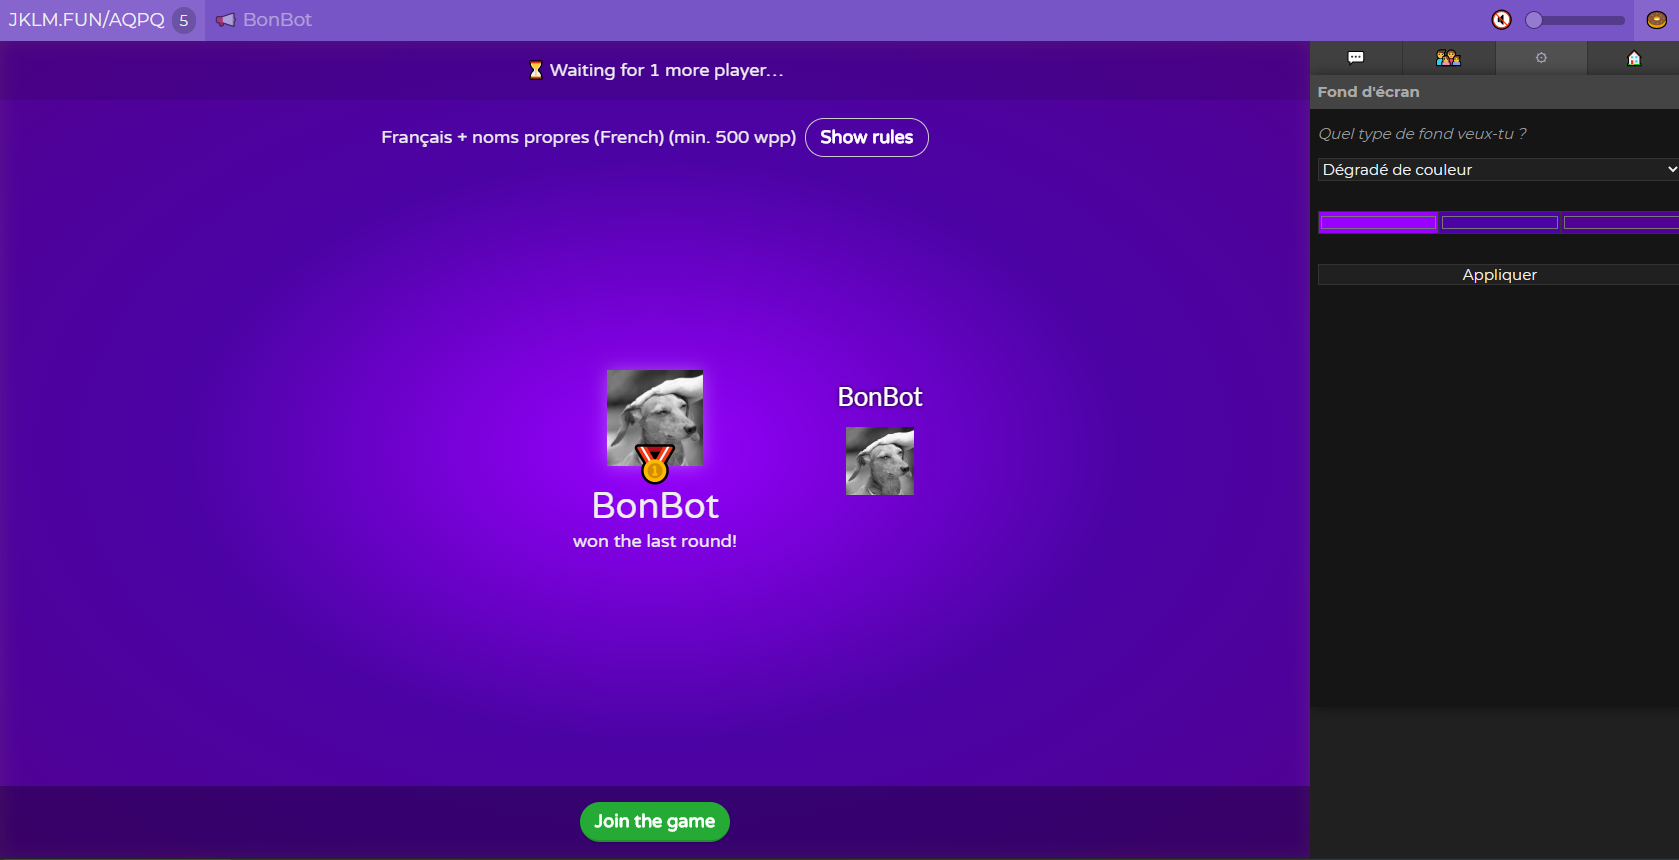 JKLM.FUN/AQPQ 5 BonBot
Waiting for 1 more player…
Français + noms propres (French) (min. 500 wpp) Show rules
BonBot
won the last round!
BonBot
Join the game
Fond d'écran
Quel type de fond veux-tu ?
Dégradé de couleur
Appliquer